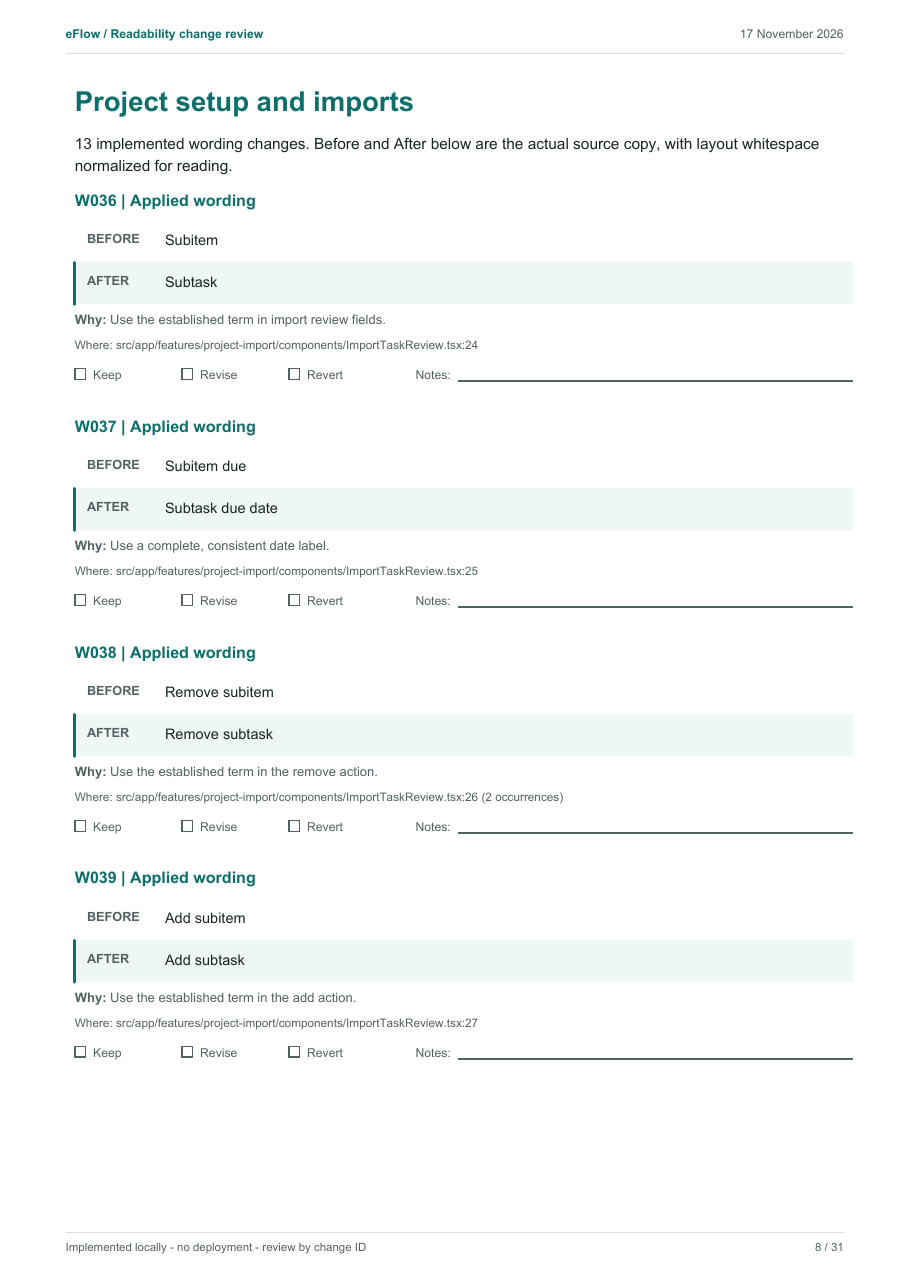 eFlow / Readability change review
17 November 2026
Project setup and imports
13 implemented wording changes. Before and After below are the actual source copy, with layout whitespace
normalized for reading.
W036 | Applied wording
BEFORE Subitem
AFTER Subtask
Why: Use the established term in import review fields.
Where: src/app/features/project-import/components/ImportTaskReview.tsx:24
Keep Revise Revert Notes:
W037 | Applied wording
BEFORE Subitem due
AFTER Subtask due date
Why: Use a complete, consistent date label.
Where: src/app/features/project-import/components/ImportTaskReview.tsx:25
Keep Revise Revert Notes:
W038 | Applied wording
BEFORE Remove subitem
AFTER Remove subtask
Why: Use the established term in the remove action.
Where: src/app/features/project-import/components/ImportTaskReview.tsx:26 (2 occurrences)
Keep Revise Revert Notes:
W039 | Applied wording
BEFORE Add subitem
AFTER Add subtask
Why: Use the established term in the add action.
Where: src/app/features/project-import/components/ImportTaskReview.tsx:27
Keep Revise Revert Notes:
Implemented locally - no deployment - review by change ID
8 / 31